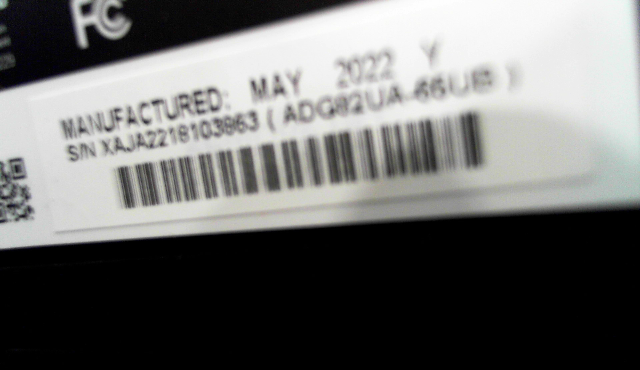 FC
MANUFACTURED: MAY 2022 Y
S/N XAJA2218103863 ( ADG82UA-66UB )